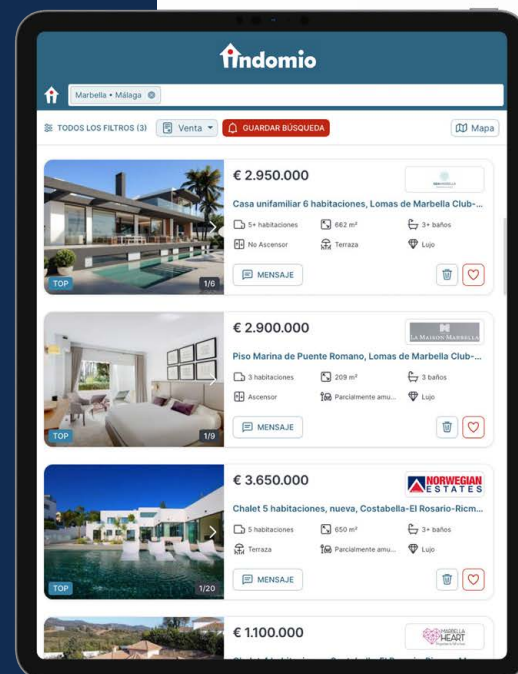 indomio
Marbella • Málaga
TODOS LOS FILTROS (3)
Venta
GUARDAR BÚSQUEDA
Mapa
€ 2.950.000
Casa unifamiliar 6 habitaciones, Lomas de Marbella Club-...
5+ habitaciones
662 m²
3+ baños
No Ascensor
Terraza
Lujo
TOP
1/6
MENSAJE
€ 2.900.000
LA MAISON MARBELLA
Piso Marina de Puente Romano, Lomas de Marbella Club-...
3 habitaciones
209 m²
3 baños
Ascensor
Parcialmente amu...
Lujo
TOP
1/9
MENSAJE
€ 3.650.000
NORWEGIAN
ESTATES
Chalet 5 habitaciones, nueva, Costabella-El Rosario-Ricm...
5 habitaciones
650 m²
3+ baños
Terraza
Parcialmente amu...
Lujo
TOP
1/20
MENSAJE
€ 1.100.000
MARBELLA
HEART